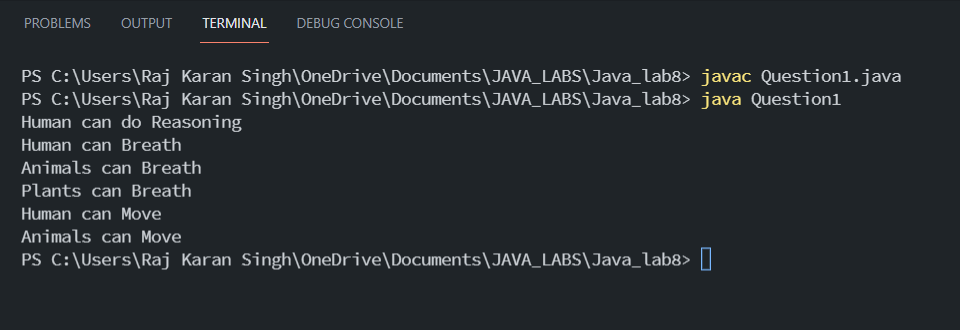 PROBLEMS OUTPUT TERMINAL DEBUG CONSOLE
PS C:\Users\Raj Karan Singh\OneDrive\Documents\JAVA_LABS\Java_lab8> javac Question1.java
PS C:\Users\Raj Karan Singh\OneDrive\Documents\JAVA_LABS\Java_lab8> java Question1
Human can do Reasoning
Human can Breath
Animals can Breath
Plants can Breath
Human can Move
Animals can Move
PS C:\Users\Raj Karan Singh\OneDrive\Documents\JAVA_LABS\Java_lab8>